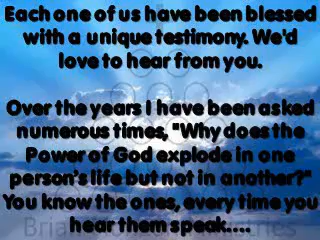 Each one of us have been blessed
with a unique testimony. We'd
love to hear from you.
Over the years I have been asked
numerous times, "Why does the
Power of God explode in one
person's life but not in another?"
You know the ones, every time you
hear them speak....